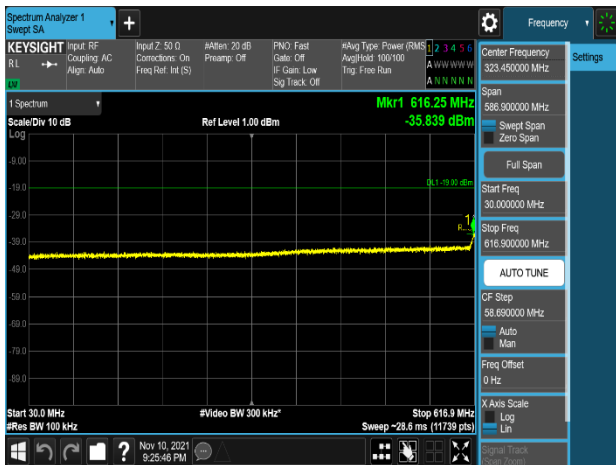 Spectrum Analyzer 1
Swept SA
+
Frequency
KEYSIGHT
RL
Input: RF
Coupling: AC
Align: Auto
Input Z: 50 Ω
Corrections: On
Freq Ref: Int (S)
#Atten: 20 dB
Preamp: Off
PNO: Fast
Gate: Off
IF Gain: Low
Sig Track: Off
#Avg Type: Power (RMS
Avg|Hold: 100/100
Trig: Free Run
1 2 3 4 5 6
A W W W W W
A N N N N N
1 Spectrum
Scale/Div 10 dB
Log
Ref Level 1.00 dBm
Mkr1 616.25 MHz
-35.839 dBm
-9.00
-19.0
-29.0
-39.0
-49.0
-59.0
-69.0
-79.0
-89.0
DL1 -19.00 dBm
1
Start 30.0 MHz
#Video BW 300 kHz*
Stop 616.9 MHz
#Res BW 100 kHz
Sweep ~28.6 ms (11739 pts)
?
Nov 10, 2021
9:25:46 PM
Center Frequency
323.450000 MHz
Span
586.900000 MHz
Swept Span
Zero Span
Full Span
Start Freq
30.000000 MHz
Stop Freq
616.900000 MHz
AUTO TUNE
CF Step
58.690000 MHz
Auto
Man
Freq Offset
0 Hz
X Axis Scale
Log
Lin
Signal Track
(Span Zoom)
Settings